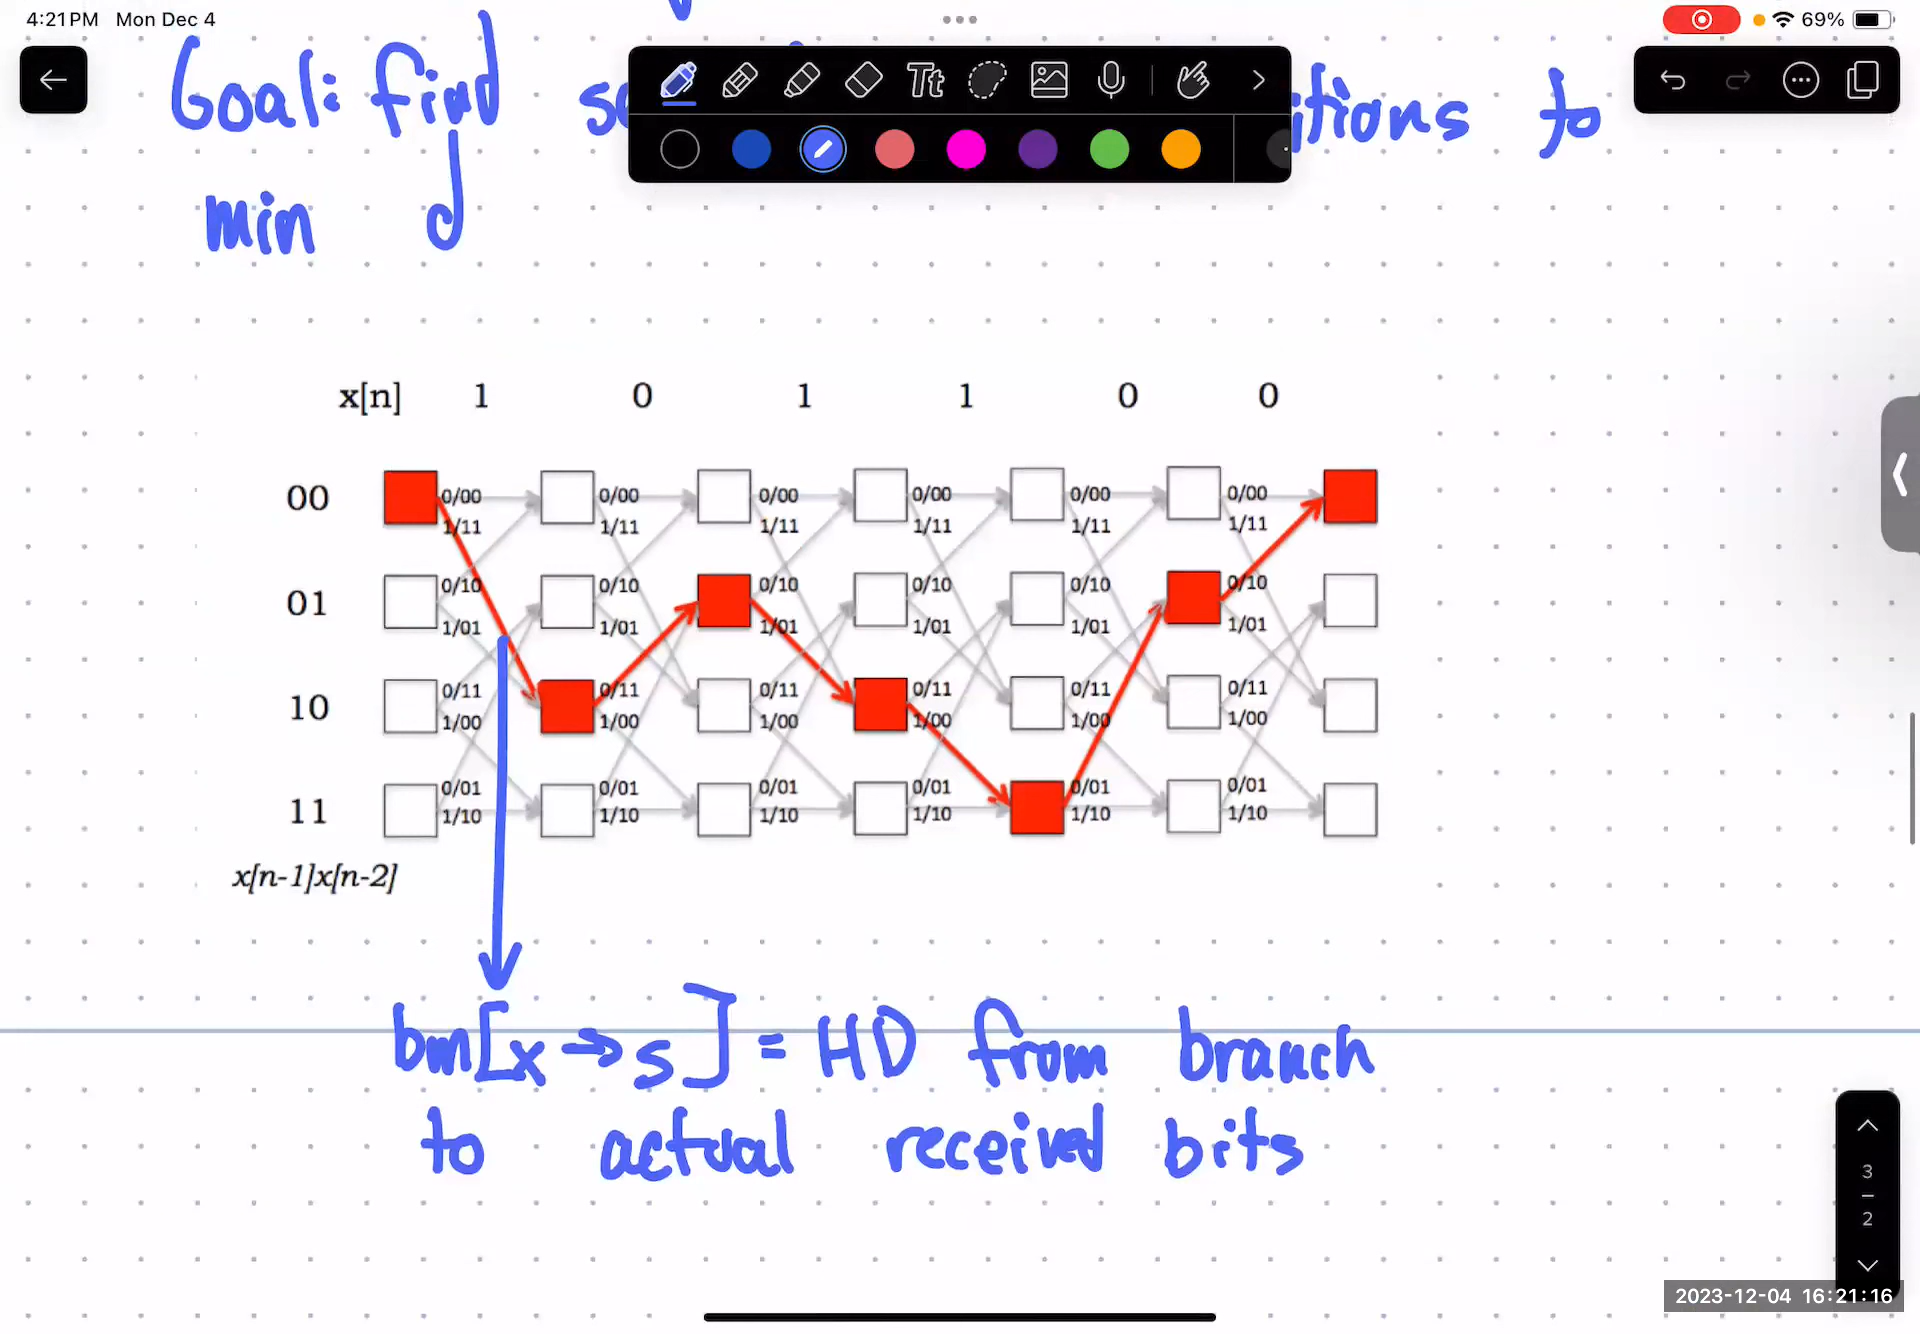 4:21 PM Mon Dec 4
69%
Goal: find itions to
Tt
min d
x[n] 1 0 1 1 0 0
00 0/00 0/00 0/00 0/00 0/00 0/00
1/11 1/11 1/11 1/11 1/11 1/11
01 0/10 0/10 0/10 0/10 0/10 0/10
1/01 1/01 1/01 1/01 1/01 1/01
10 0/11 0/11 0/11 0/11 0/11 0/11
1/00 1/00 1/00 1/00 1/00 1/00
11 0/01 0/01 0/01 0/01 0/01 0/01
1/10 1/10 1/10 1/10 1/10 1/10
x[n-1]x[n-2]
bm[x→s] = HD from branch
to actual received bits
3
2
2023-12-04 16:21:16